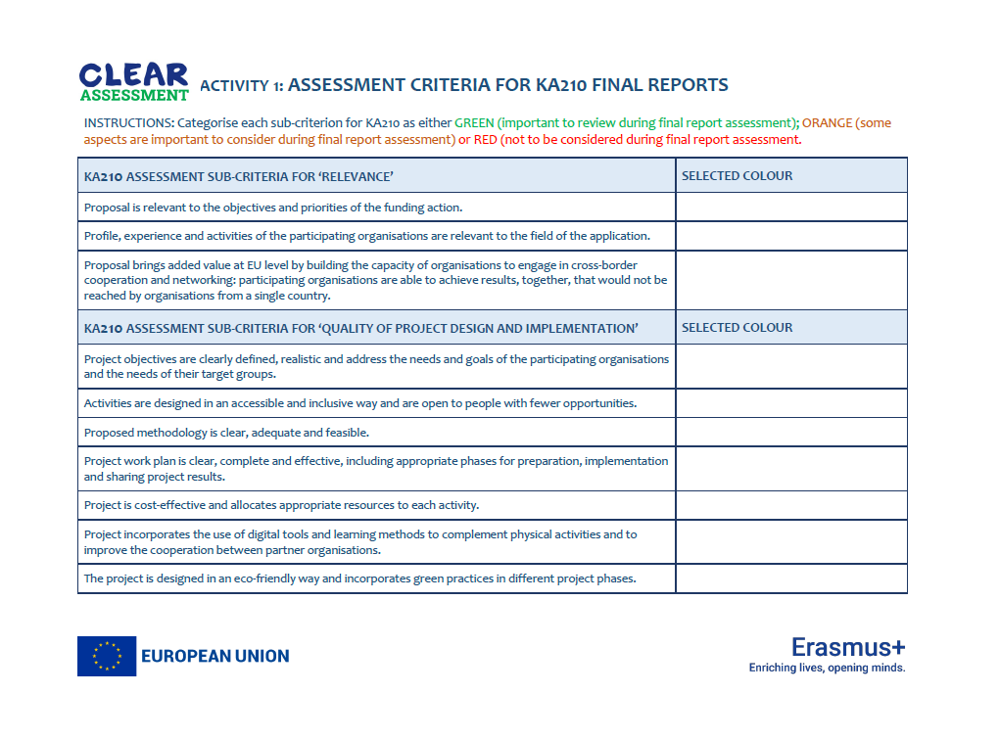 CLEAR
ASSESSMENT
ACTIVITY 1: ASSESSMENT CRITERIA FOR KA210 FINAL REPORTS
INSTRUCTIONS: Categorise each sub-criterion for KA210 as either GREEN (important to review during final report assessment); ORANGE (some
aspects are important to consider during final report assessment) or RED (not to be considered during final report assessment.
KA210 ASSESSMENT SUB-CRITERIA FOR ‘RELEVANCE’ SELECTED COLOUR
Proposal is relevant to the objectives and priorities of the funding action.
Profile, experience and activities of the participating organisations are relevant to the field of the application.
Proposal brings added value at EU level by building the capacity of organisations to engage in cross-border
cooperation and networking: participating organisations are able to achieve results, together, that would not be
reached by organisations from a single country.
KA210 ASSESSMENT SUB-CRITERIA FOR ‘QUALITY OF PROJECT DESIGN AND IMPLEMENTATION’ SELECTED COLOUR
Project objectives are clearly defined, realistic and address the needs and goals of the participating organisations
and the needs of their target groups.
Activities are designed in an accessible and inclusive way and are open to people with fewer opportunities.
Proposed methodology is clear, adequate and feasible.
Project work plan is clear, complete and effective, including appropriate phases for preparation, implementation
and sharing project results.
Project is cost-effective and allocates appropriate resources to each activity.
Project incorporates the use of digital tools and learning methods to complement physical activities and to
improve the cooperation between partner organisations.
The project is designed in an eco-friendly way and incorporates green practices in different project phases.
EUROPEAN UNION
Erasmus+
Enriching lives, opening minds.